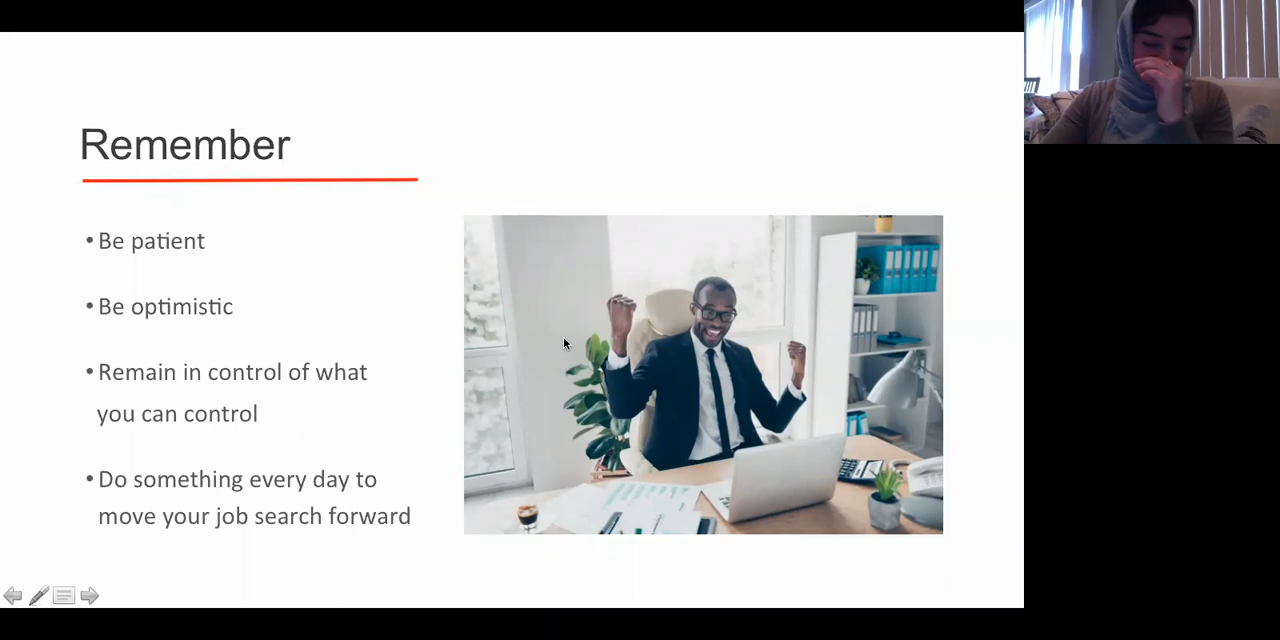 Remember
• Be patient
• Be optimistic
• Remain in control of what
you can control
• Do something every day to
move your job search forward